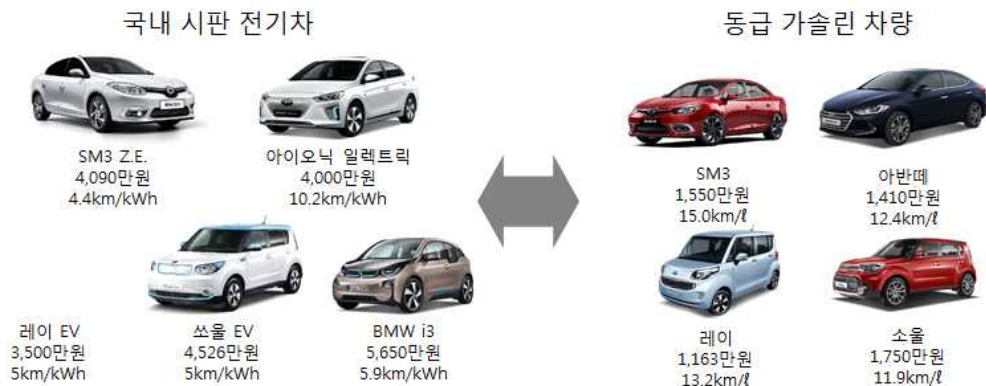 국내 시판 전기차
동급 가솔린 차량
SM3 Z.E.
4,090만원
4.4km/kWh
아이오닉 일렉트릭
4,000만원
10.2km/kWh
SM3
1,550만원
15.0km/ℓ
아반떼
1,410만원
12.4km/ℓ
레이 EV
3,500만원
5km/kWh
쏘울 EV
4,526만원
5km/kWh
BMW i3
5,650만원
5.9km/kWh
레이
1,163만원
13.2km/ℓ
소울
1,750만원
11.9km/ℓ